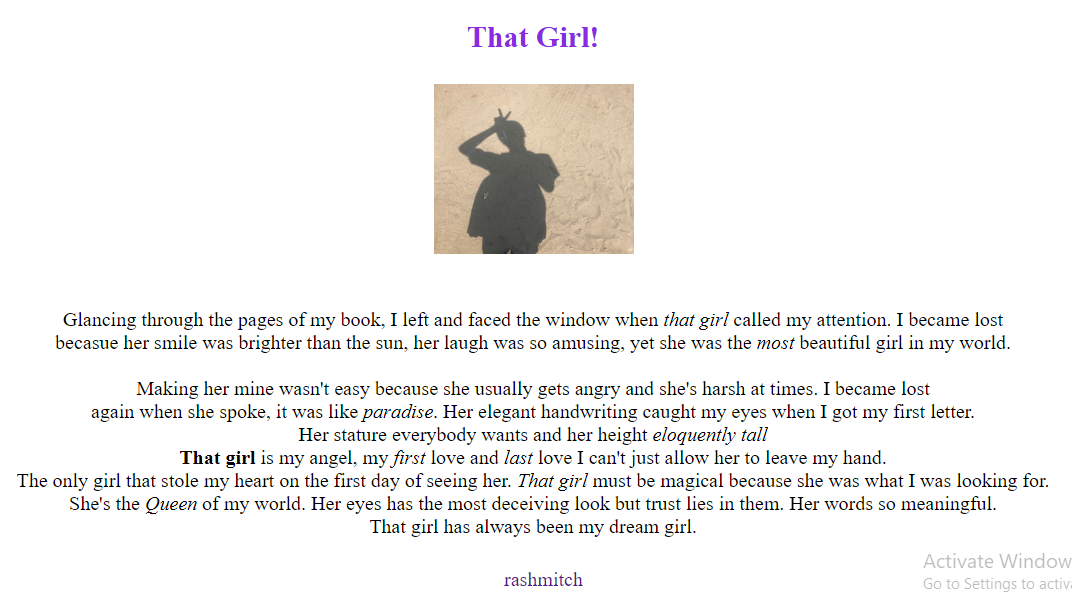 That Girl!
Glancing through the pages of my book, I left and faced the window when that girl called my attention. I became lost
becasue her smile was brighter than the sun, her laugh was so amusing, yet she was the most beautiful girl in my world.
Making her mine wasn't easy because she usually gets angry and she's harsh at times. I became lost
again when she spoke, it was like paradise. Her elegant handwriting caught my eyes when I got my first letter.
Her stature everybody wants and her height eloquently tall
That girl is my angel, my first love and last love I can't just allow her to leave my hand.
The only girl that stole my heart on the first day of seeing her. That girl must be magical because she was what I was looking for.
She's the Queen of my world. Her eyes has the most deceiving look but trust lies in them. Her words so meaningful.
That girl has always been my dream girl.
Activate Window
Go to Settings to activ
rashmitch